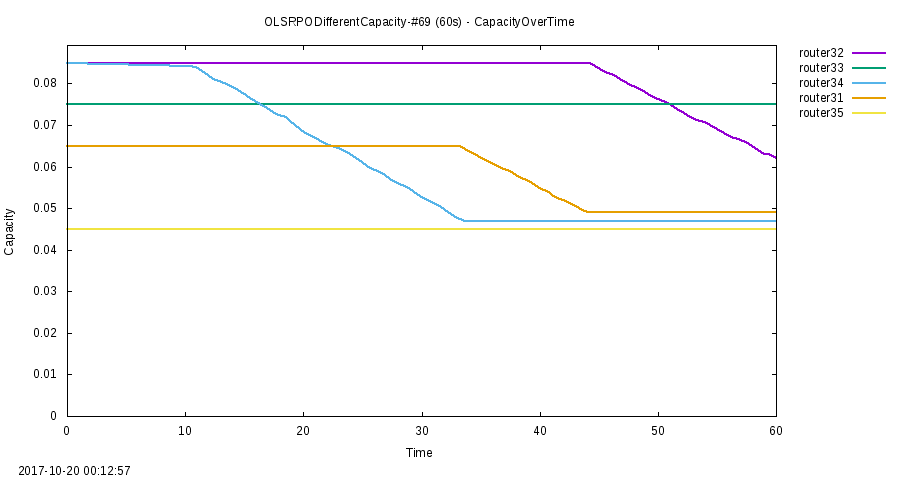 OLSRPODifferentCapacity-#69 (60s) - CapacityOverTime
router32
router33
router34
router31
router35
0.08
0.07
0.06
0.05
0.04
0.03
0.02
0.01
0
Capacity
0 10 20 30 40 50 60
Time
2017-10-20 00:12:57